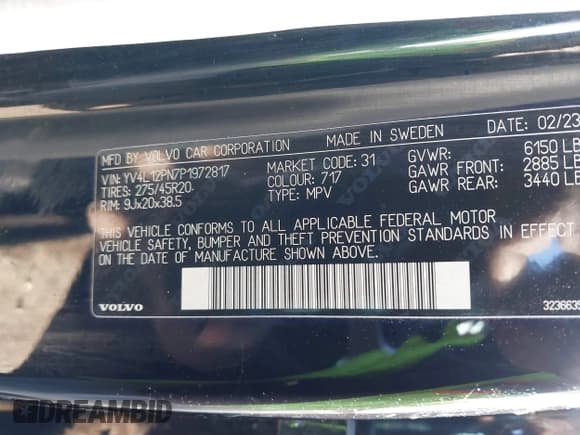 MFD BY VOLVO CAR CORPORATION MADE IN SWEDEN DATE: 02/23
VIN: YV4L12PN7P1972817 MARKET CODE: 31 GVWR: 6150 LB
TIRES: 275/45R20 COLOUR: 717 GAWR FRONT: 2885 LB
RIM: 9Jx20x38.5 TYPE: MPV GAWR REAR: 3440 LB
THIS VEHICLE CONFORMS TO ALL APPLICABLE FEDERAL MOTOR
VEHICLE SAFETY, BUMPER AND THEFT PREVENTION STANDARDS IN EFFECT
ON THE DATE OF MANUFACTURE SHOWN ABOVE.
VOLVO 3236635
DREAMBID